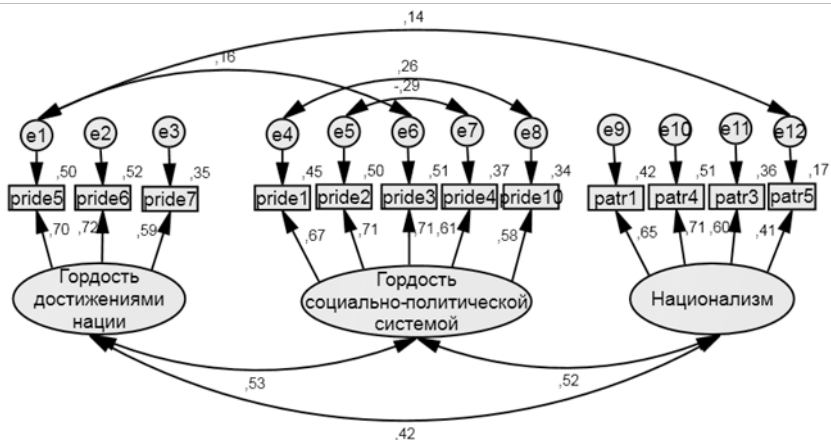 ,14
,16
,26
-,29
e1 e2 e3 e4 e5 e6 e7 e8 e9 e10 e11 e12
,50 ,52 ,35 ,45 ,50 ,51 ,37 ,34 ,42 ,51 ,36 ,17
pride5 pride6 pride7 pride1 pride2 pride3 pride4 pride10 patr1 patr4 patr3 patr5
,70 ,72 ,59 ,67 ,71 ,71 ,61 ,58 ,65 ,71 ,60 ,41
Гордость
достижениями
нации
Гордость
социально-политической
системой
Национализм
,53
,52
,42